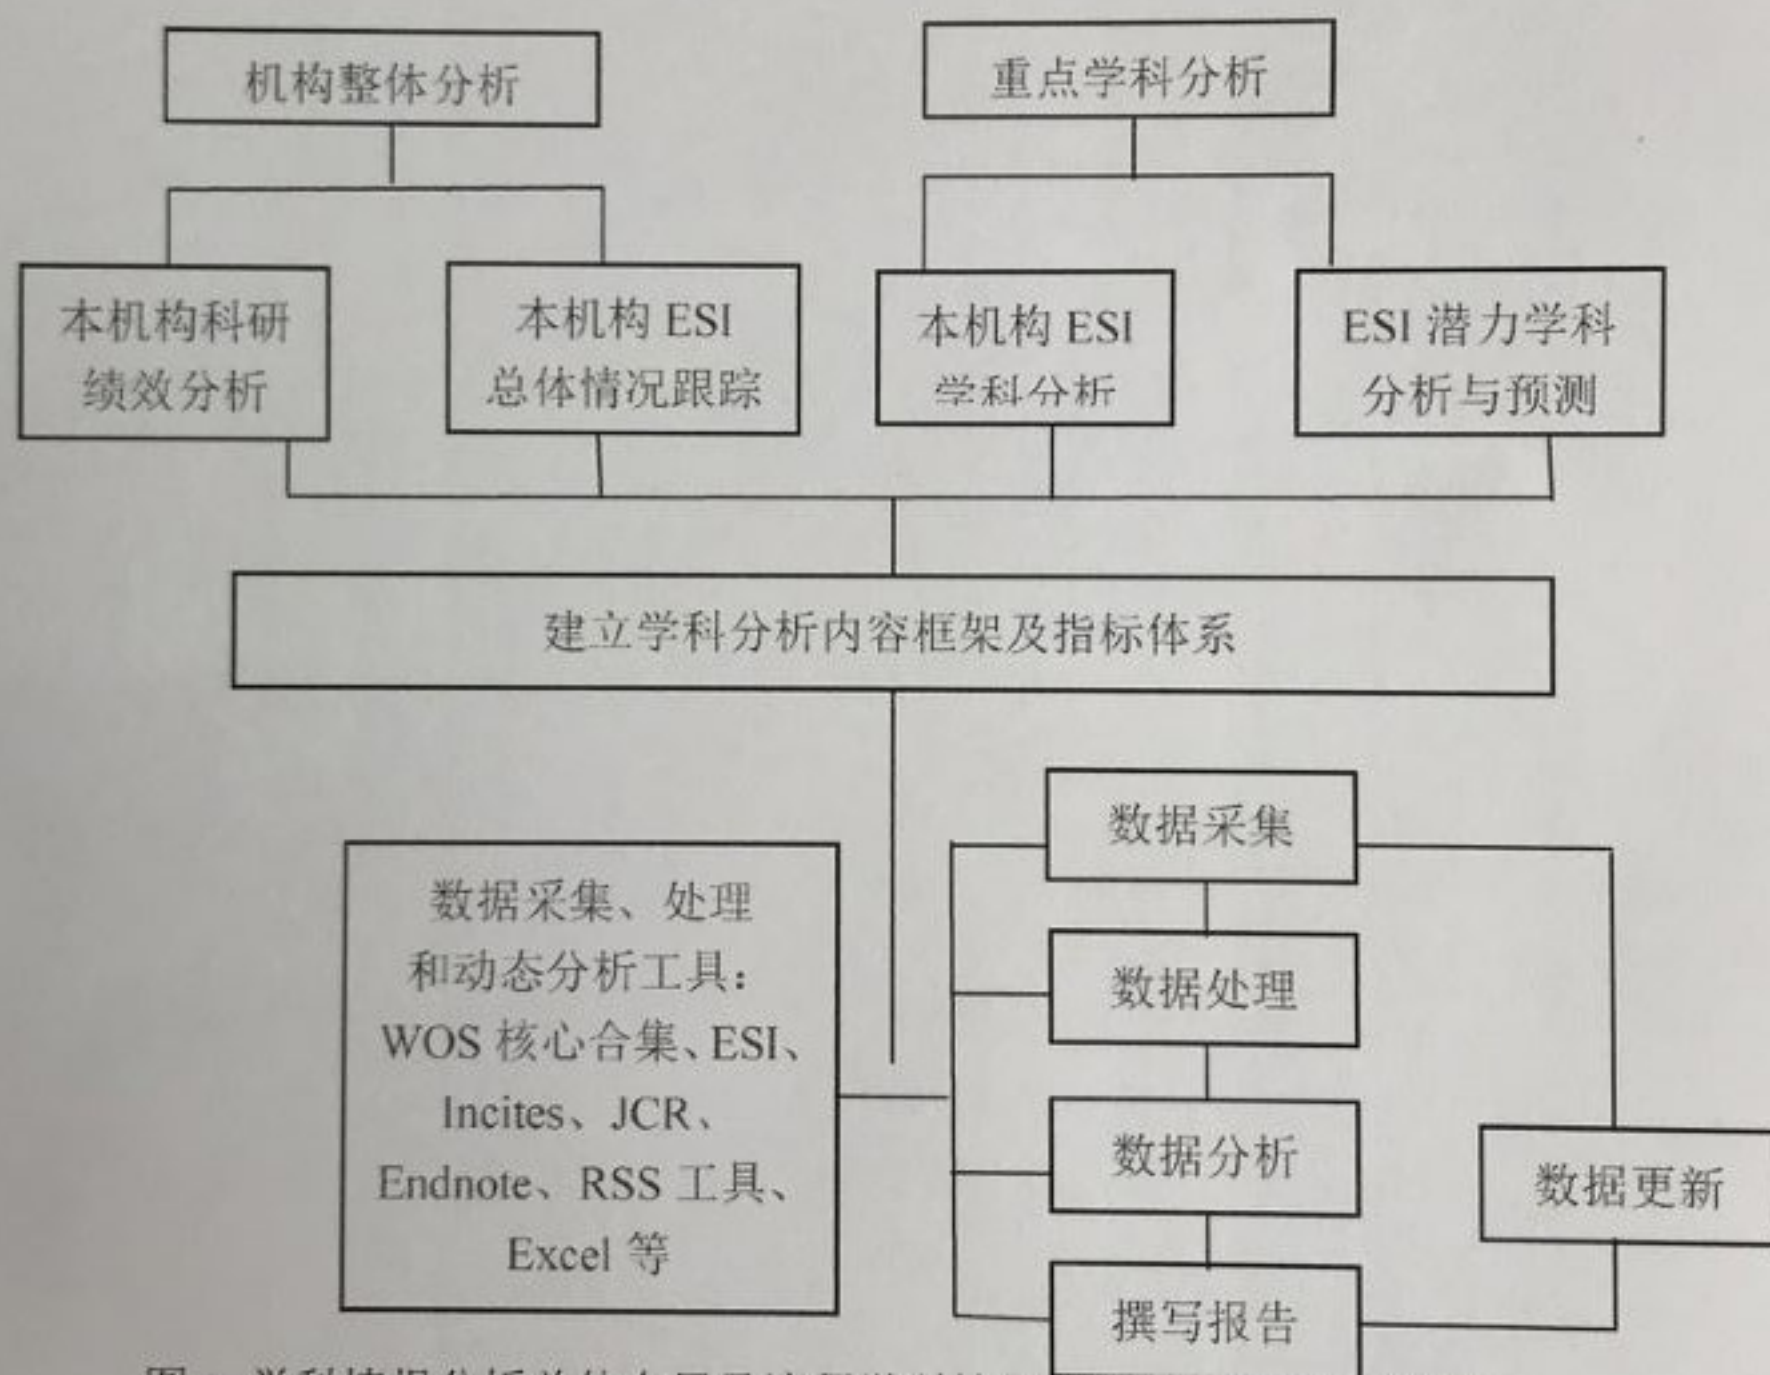 机构整体分析
重点学科分析
本机构科研
绩效分析
本机构 ESI
总体情况跟踪
本机构 ESI
学科分析
ESI 潜力学科
分析与预测
建立学科分析内容框架及指标体系
数据采集、处理
和动态分析工具:
WOS 核心合集、ESI、
Incites、JCR、
Endnote、RSS 工具、
Excel 等
数据采集
数据处理
数据分析
撰写报告
数据更新